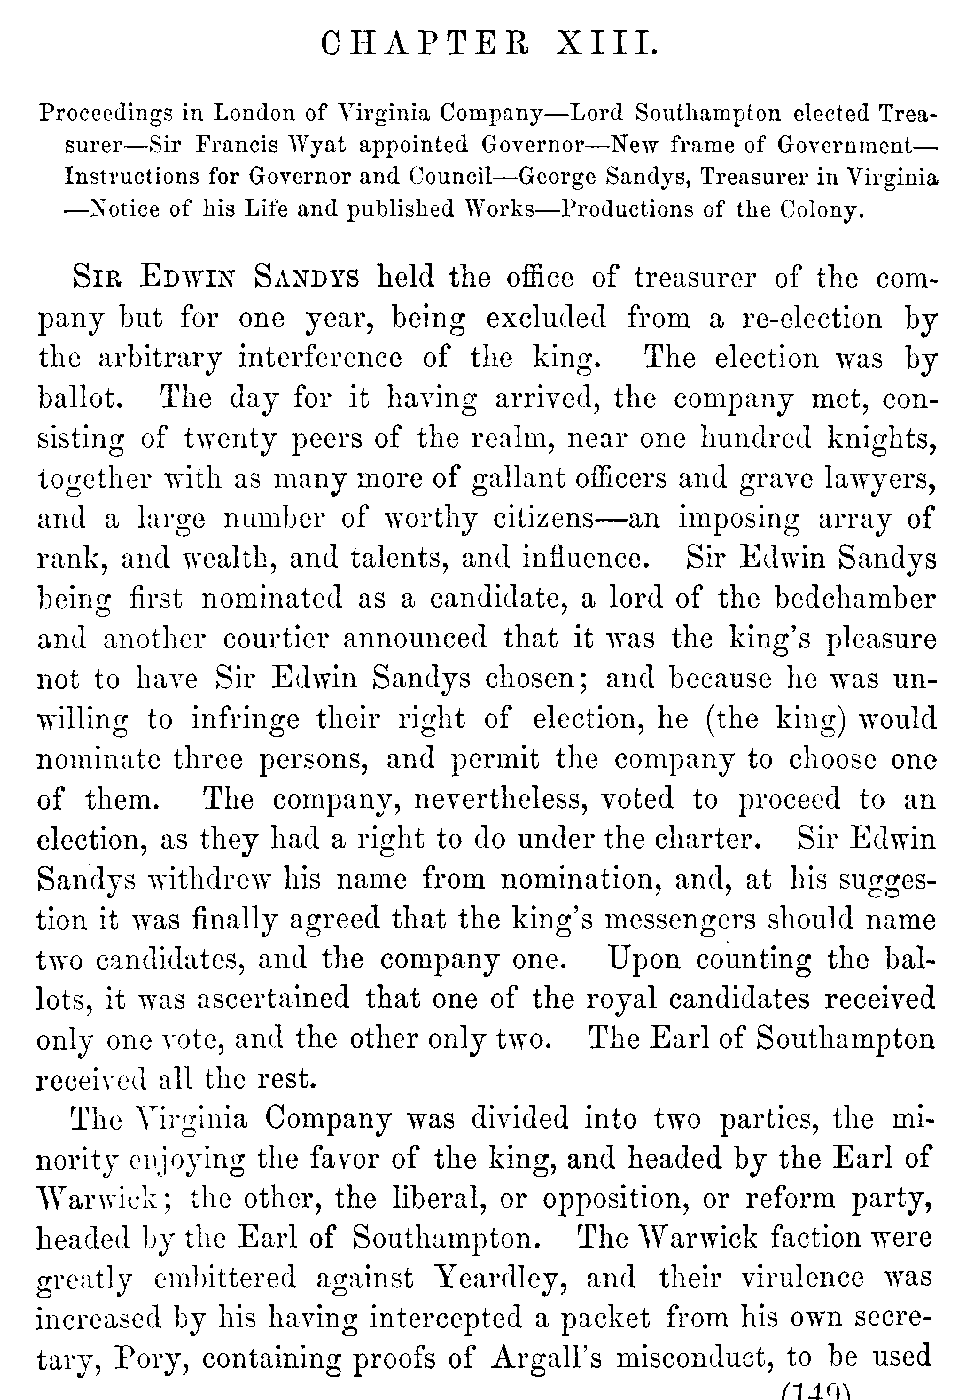 CHAPTER XIII.
Proceedings in London of Virginia Company—Lord Southampton elected Trea-
surer—Sir Francis Wyat appointed Governor—New frame of Government—
Instructions for Governor and Council—George Sandys, Treasurer in Virginia
—Notice of his Life and published Works—Productions of the Colony.
SIR EDWIN SANDYS held the office of treasurer of the com-
pany but for one year, being excluded from a re-election by
the arbitrary interference of the king. The election was by
ballot. The day for it having arrived, the company met, con-
sisting of twenty peers of the realm, near one hundred knights,
together with as many more of gallant officers and grave lawyers,
and a large number of worthy citizens—an imposing array of
rank, and wealth, and talents, and influence. Sir Edwin Sandys
being first nominated as a candidate, a lord of the bedchamber
and another courtier announced that it was the king's pleasure
not to have Sir Edwin Sandys chosen; and because he was un-
willing to infringe their right of election, he (the king) would
nominate three persons, and permit the company to choose one
of them. The company, nevertheless, voted to proceed to an
election, as they had a right to do under the charter. Sir Edwin
Sandys withdrew his name from nomination, and, at his sugges-
tion it was finally agreed that the king's messengers should name
two candidates, and the company one. Upon counting the bal-
lots, it was ascertained that one of the royal candidates received
only one vote, and the other only two. The Earl of Southampton
received all the rest.
The Virginia Company was divided into two parties, the mi-
nority enjoying the favor of the king, and headed by the Earl of
Warwick; the other, the liberal, or opposition, or reform party,
headed by the Earl of Southampton. The Warwick faction were
greatly embittered against Yeardley, and their virulence was
increased by his having intercepted a packet from his own secre-
tary, Pory, containing proofs of Argall's misconduct, to be used
(149)